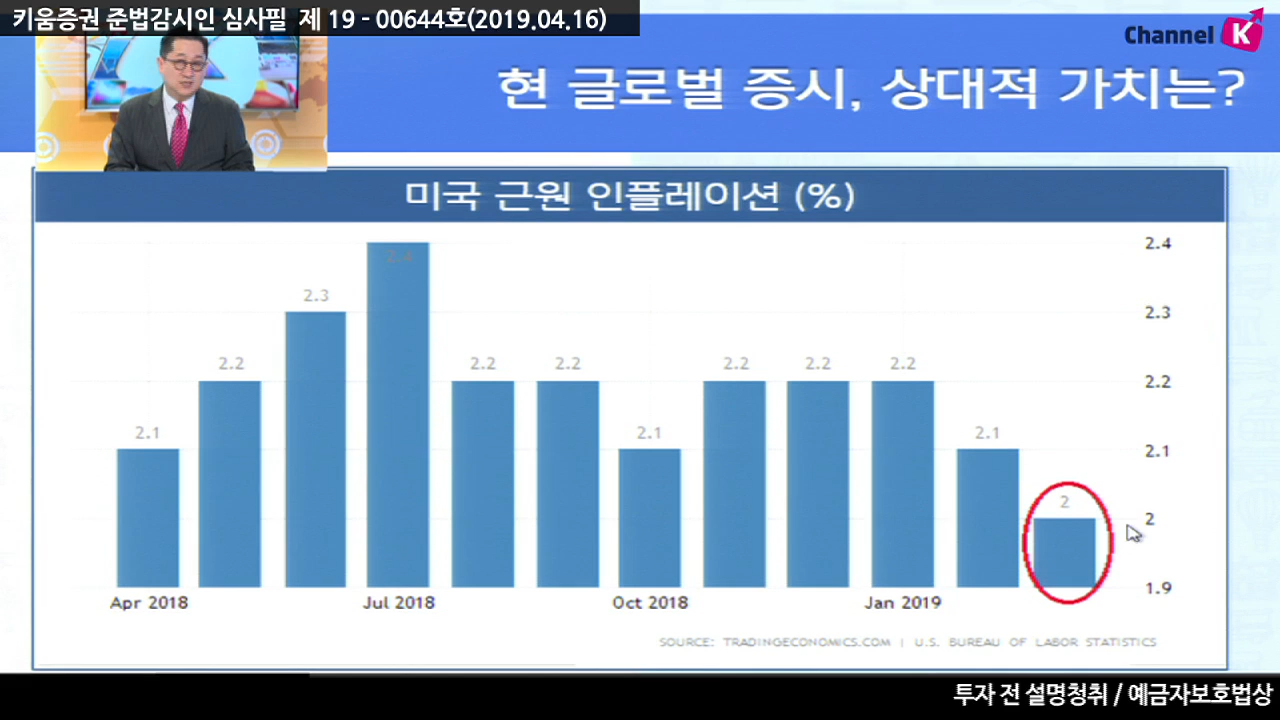 키움증권 준법감시인 심사필 제 19 - 00644호(2019.04.16)
Channel K
현 글로벌 증시, 상대적 가치는?
미국 근원 인플레이션 (%)
2.4
2.3
2.2
2.1
2
1.9
2.1
2.2
2.3
2.4
2.2
2.2
2.1
2.2
2.2
2.2
2.1
2
Apr 2018
Jul 2018
Oct 2018
Jan 2019
SOURCE: TRADINGECONOMICS.COM | U.S. BUREAU OF LABOR STATISTICS
투자 전 설명청취 / 예금자보호법상